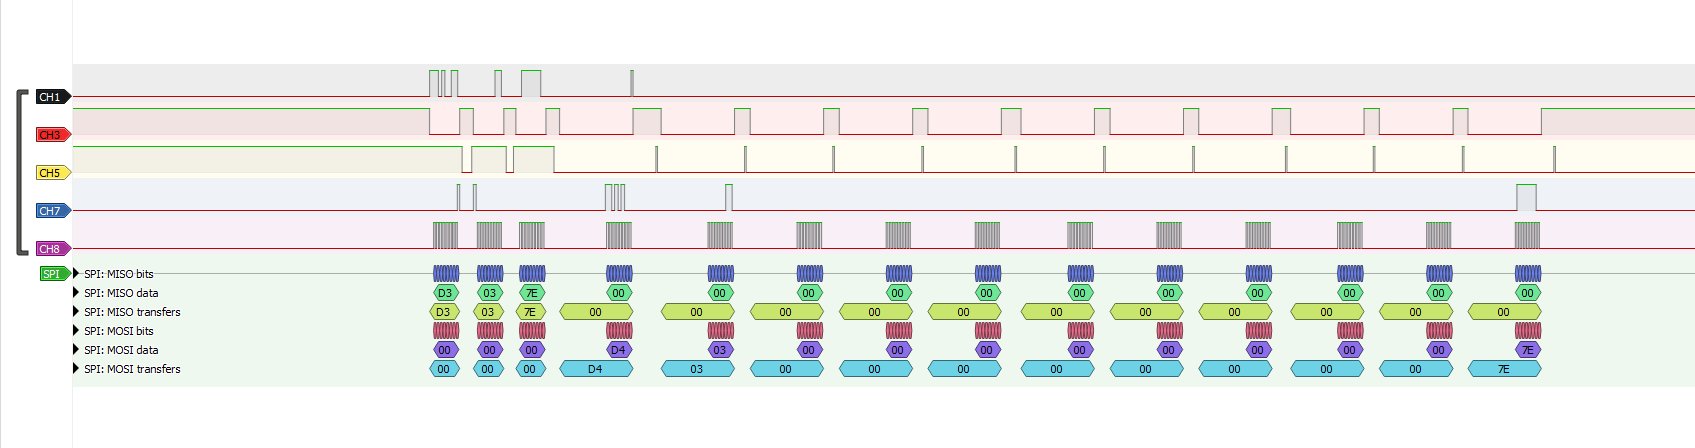 CH1
CH3
CH5
CH7
CH8
SPI SPI: MISO bits
SPI: MISO data D3 03 7E 00 00 00 00 00 00 00 00 00 00 00
SPI: MISO transfers D3 03 7E 00 00 00 00 00 00 00 00 00 00 00
SPI: MOSI bits
SPI: MOSI data 00 00 00 D4 03 00 00 00 00 00 00 00 00 7E
SPI: MOSI transfers 00 00 00 D4 03 00 00 00 00 00 00 00 00 7E